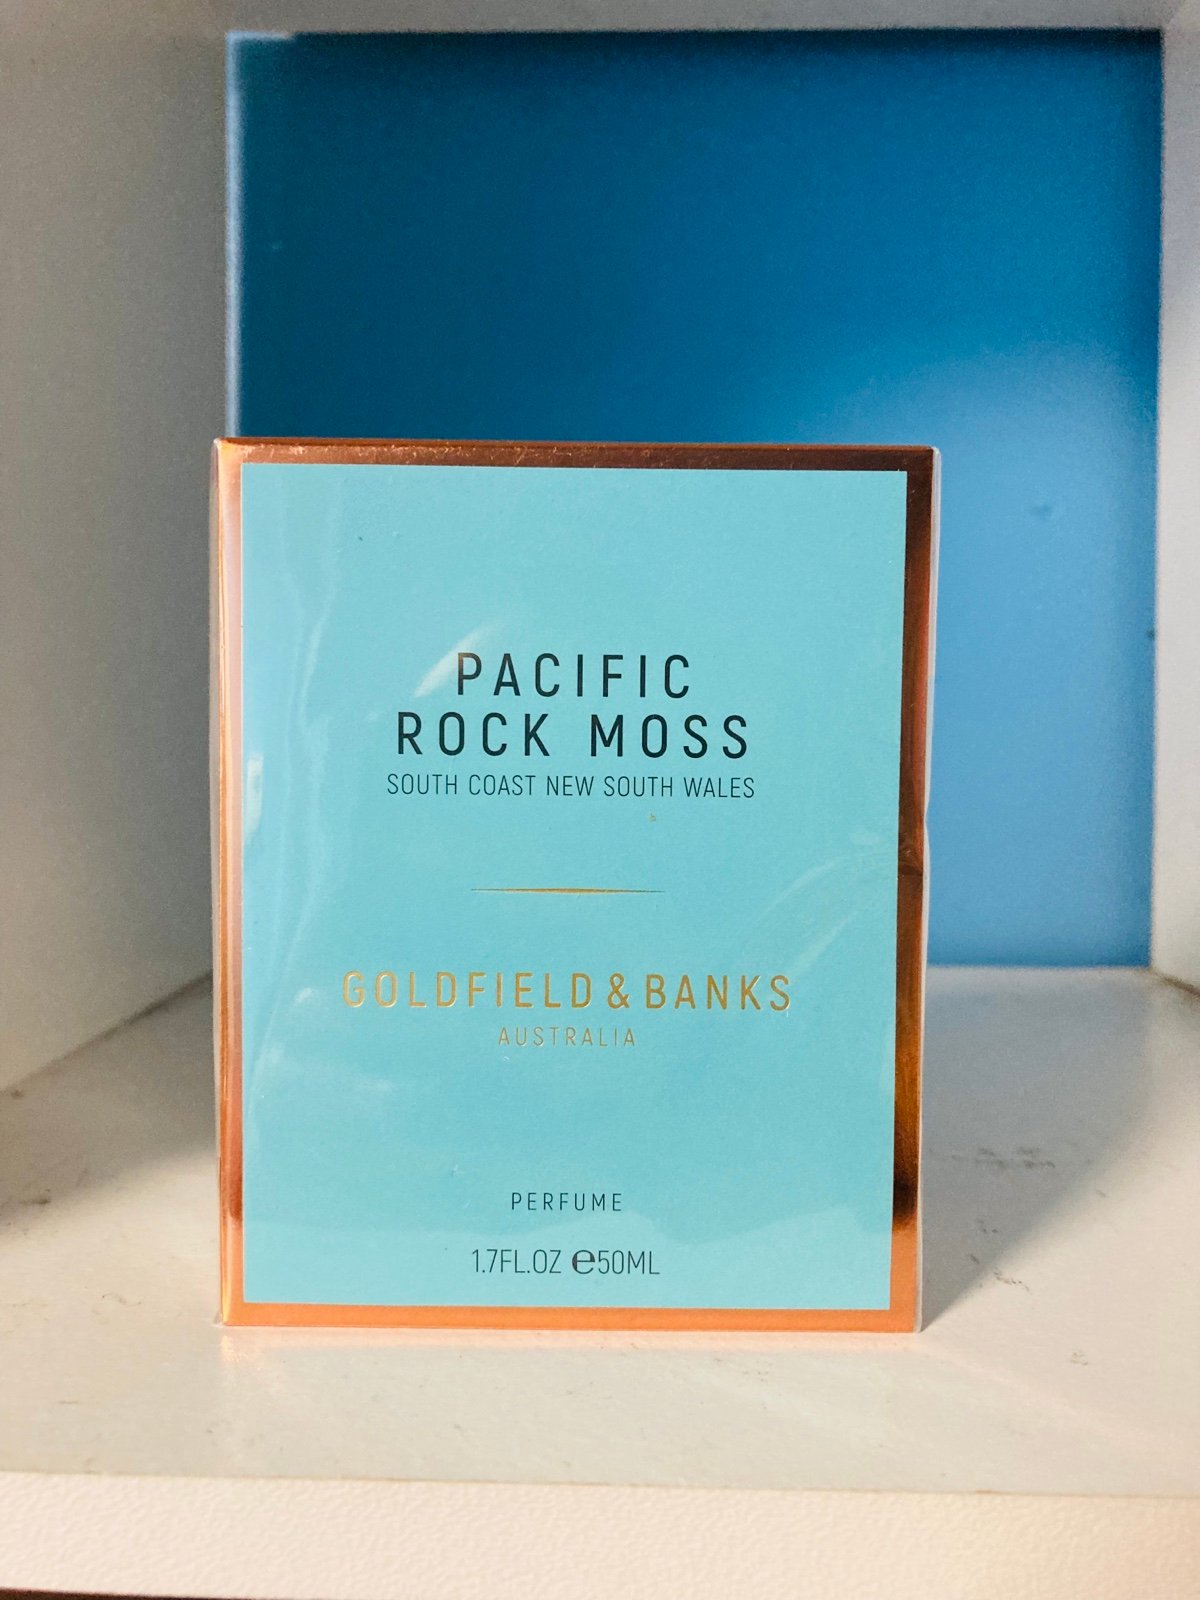 PACIFIC
ROCK MOSS
SOUTH COAST NEW SOUTH WALES
GOLDFIELD & BANKS
AUSTRALIA
PERFUME
1.7FL.OZ ℮50ML